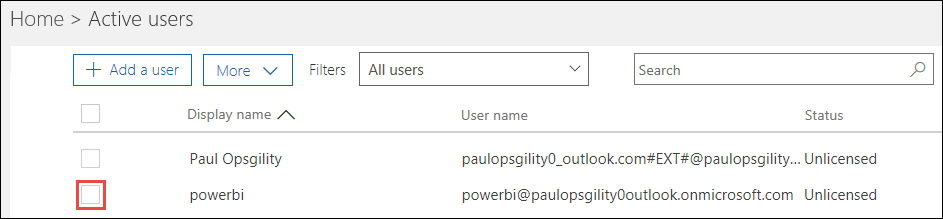 Home > Active users
+ Add a user More Filters All users Search
Display name User name Status
Paul Opsgility paulopsgility0_outlook.com#EXT#@paulopsgility... Unlicensed
powerbi powerbi@paulopsgility0outlook.onmicrosoft.com Unlicensed